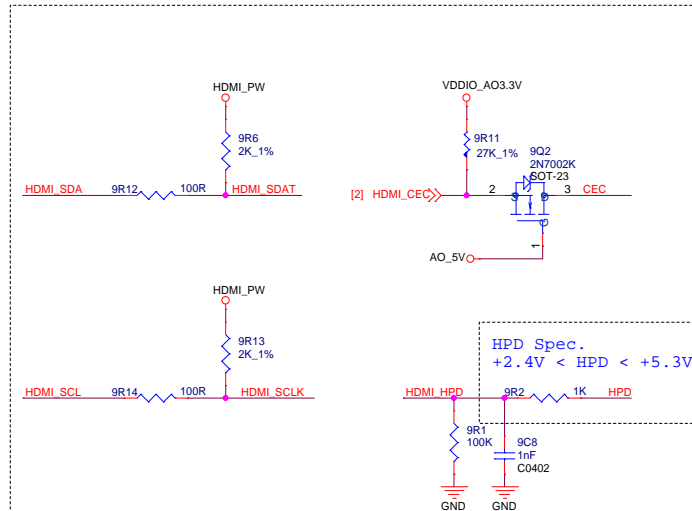 HDMI_PW
9R6
2K_1%
HDMI_SDA
9R12
100R
HDMI_SDAT
VDDIO_AO3.3V
9R11
27K_1%
9Q2
2N7002K
SOT-23
[2]
HDMI_CEC
2
3
CEC
1
AO_5V
HDMI_PW
9R13
2K_1%
HDMI_SCL
9R14
100R
HDMI_SCLK
HPD Spec.
+2.4V < HPD < +5.3V
HDMI_HPD
9R2
1K
HPD
9R1
100K
9C8
1nF
C0402
GND
GND